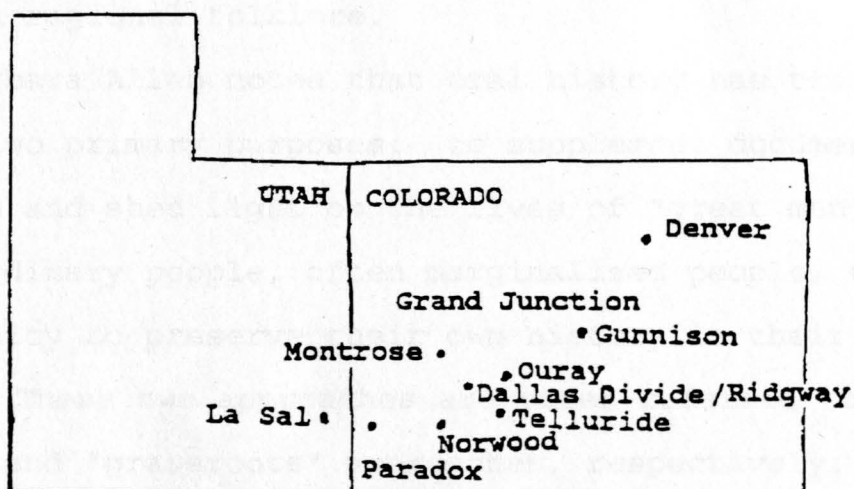 UTAH COLORADO
Denver
Grand Junction
Gunnison
Montrose
Ouray
Dallas Divide/Ridgway
La Sal Telluride
Norwood
Paradox